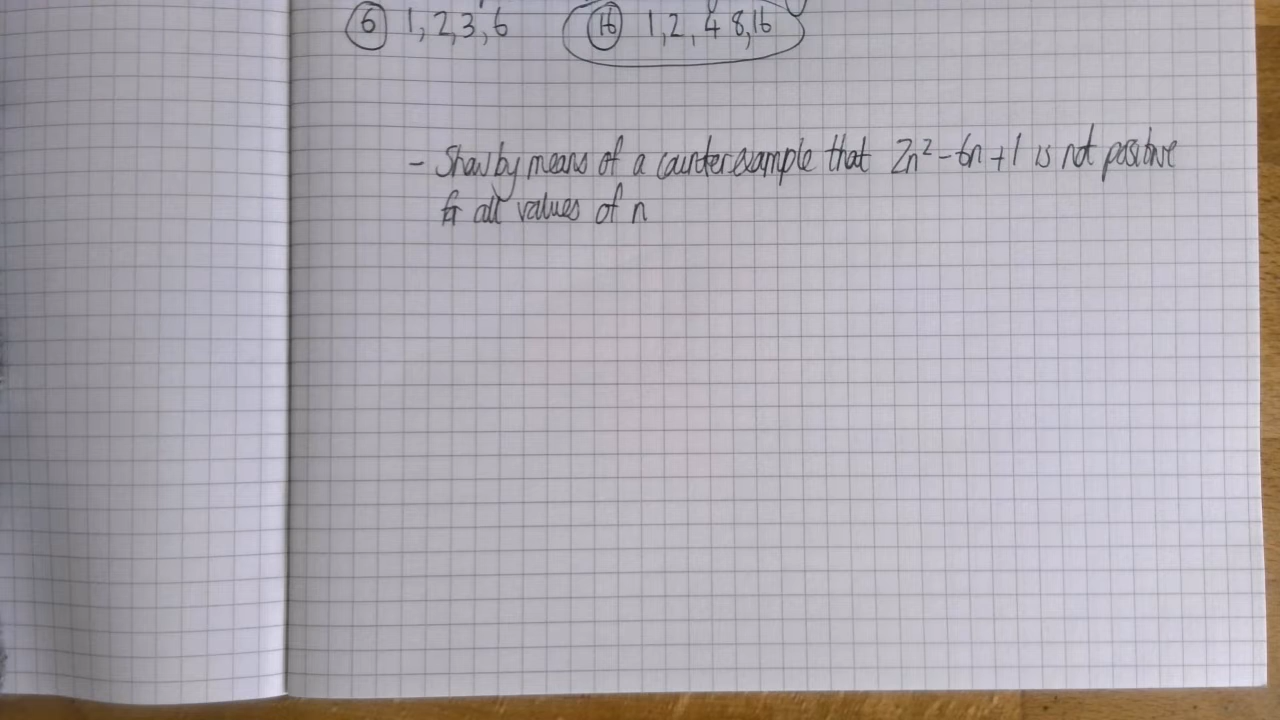 6 1, 2, 3, 6 16 1, 2, 4 8, 16
- Show by means of a counterexample that 2n² - 6n + 1 is not positive
for all values of n